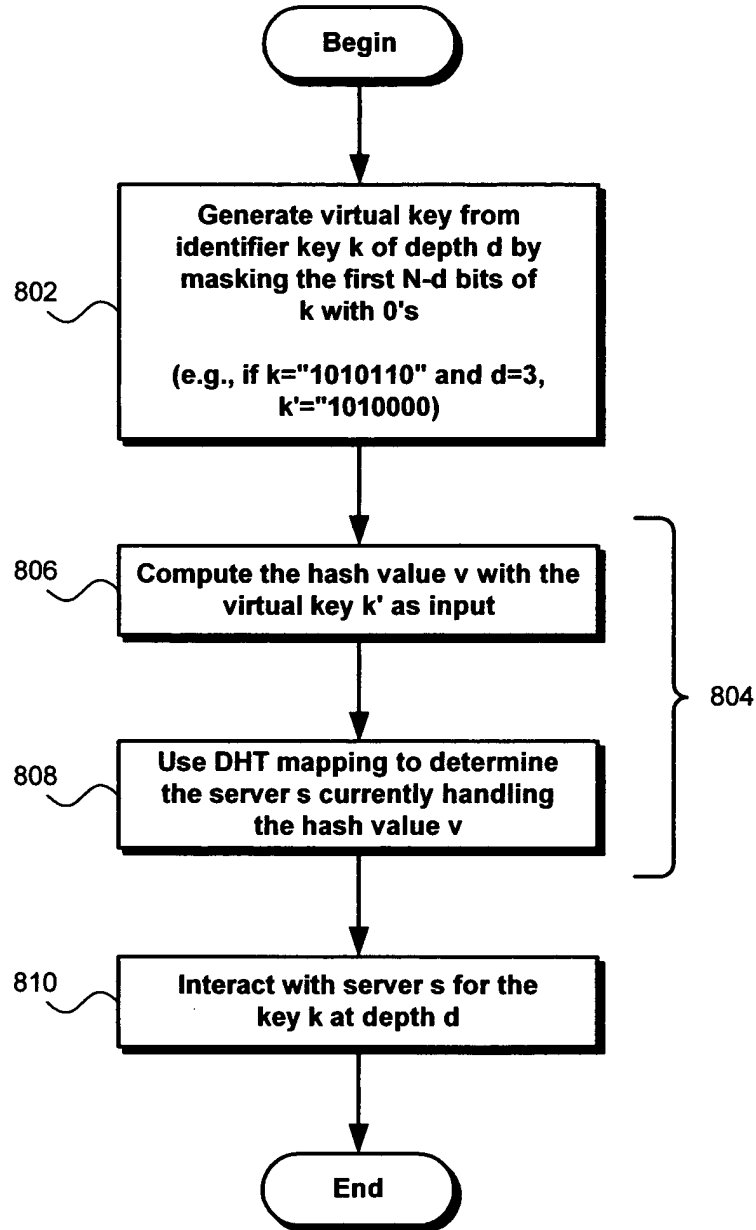 Begin
802
Generate virtual key from
identifier key k of depth d by
masking the first N-d bits of
k with 0's
(e.g., if k="1010110" and d=3,
k'="1010000)
806
Compute the hash value v with the
virtual key k' as input
804
808
Use DHT mapping to determine
the server s currently handling
the hash value v
810
Interact with server s for the
key k at depth d
End